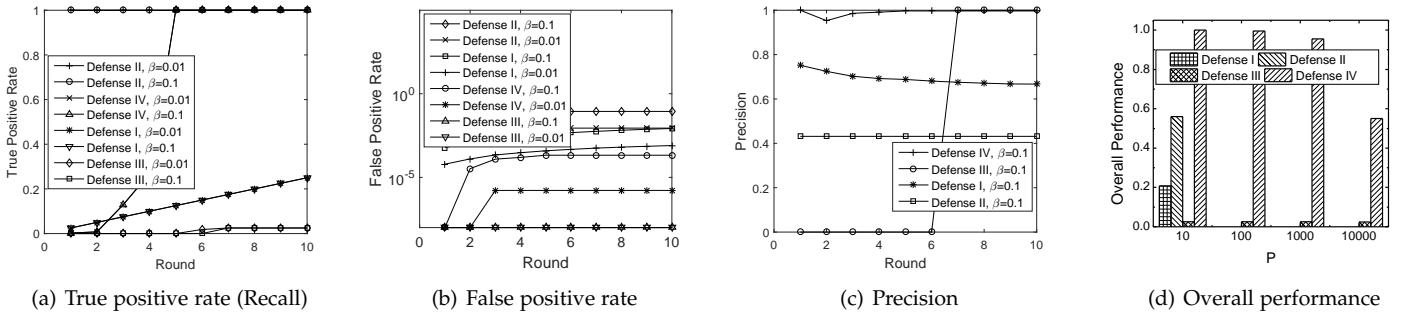 True Positive Rate
1
0.8
0.6
0.4
0.2
0
Defense II, β=0.01
Defense II, β=0.1
Defense IV, β=0.01
Defense IV, β=0.1
Defense I, β=0.01
Defense I, β=0.1
Defense III, β=0.01
Defense III, β=0.1
0 2 4 6 8 10
Round
(a) True positive rate (Recall)
False Positive Rate
10^0
10^-5
Defense II, β=0.1
Defense II, β=0.01
Defense I, β=0.1
Defense I, β=0.01
Defense IV, β=0.1
Defense IV, β=0.01
Defense III, β=0.1
Defense III, β=0.01
0 2 4 6 8 10
Round
(b) False positive rate
Precision
1
0.8
0.6
0.4
0.2
0
Defense IV, β=0.1
Defense III, β=0.1
Defense I, β=0.1
Defense II, β=0.1
0 2 4 6 8 10
Round
(c) Precision
Overall Performance
1.0
0.8
0.6
0.4
0.2
0.0
Defense I Defense II
Defense III Defense IV
10 100 1000 10000
P
(d) Overall performance